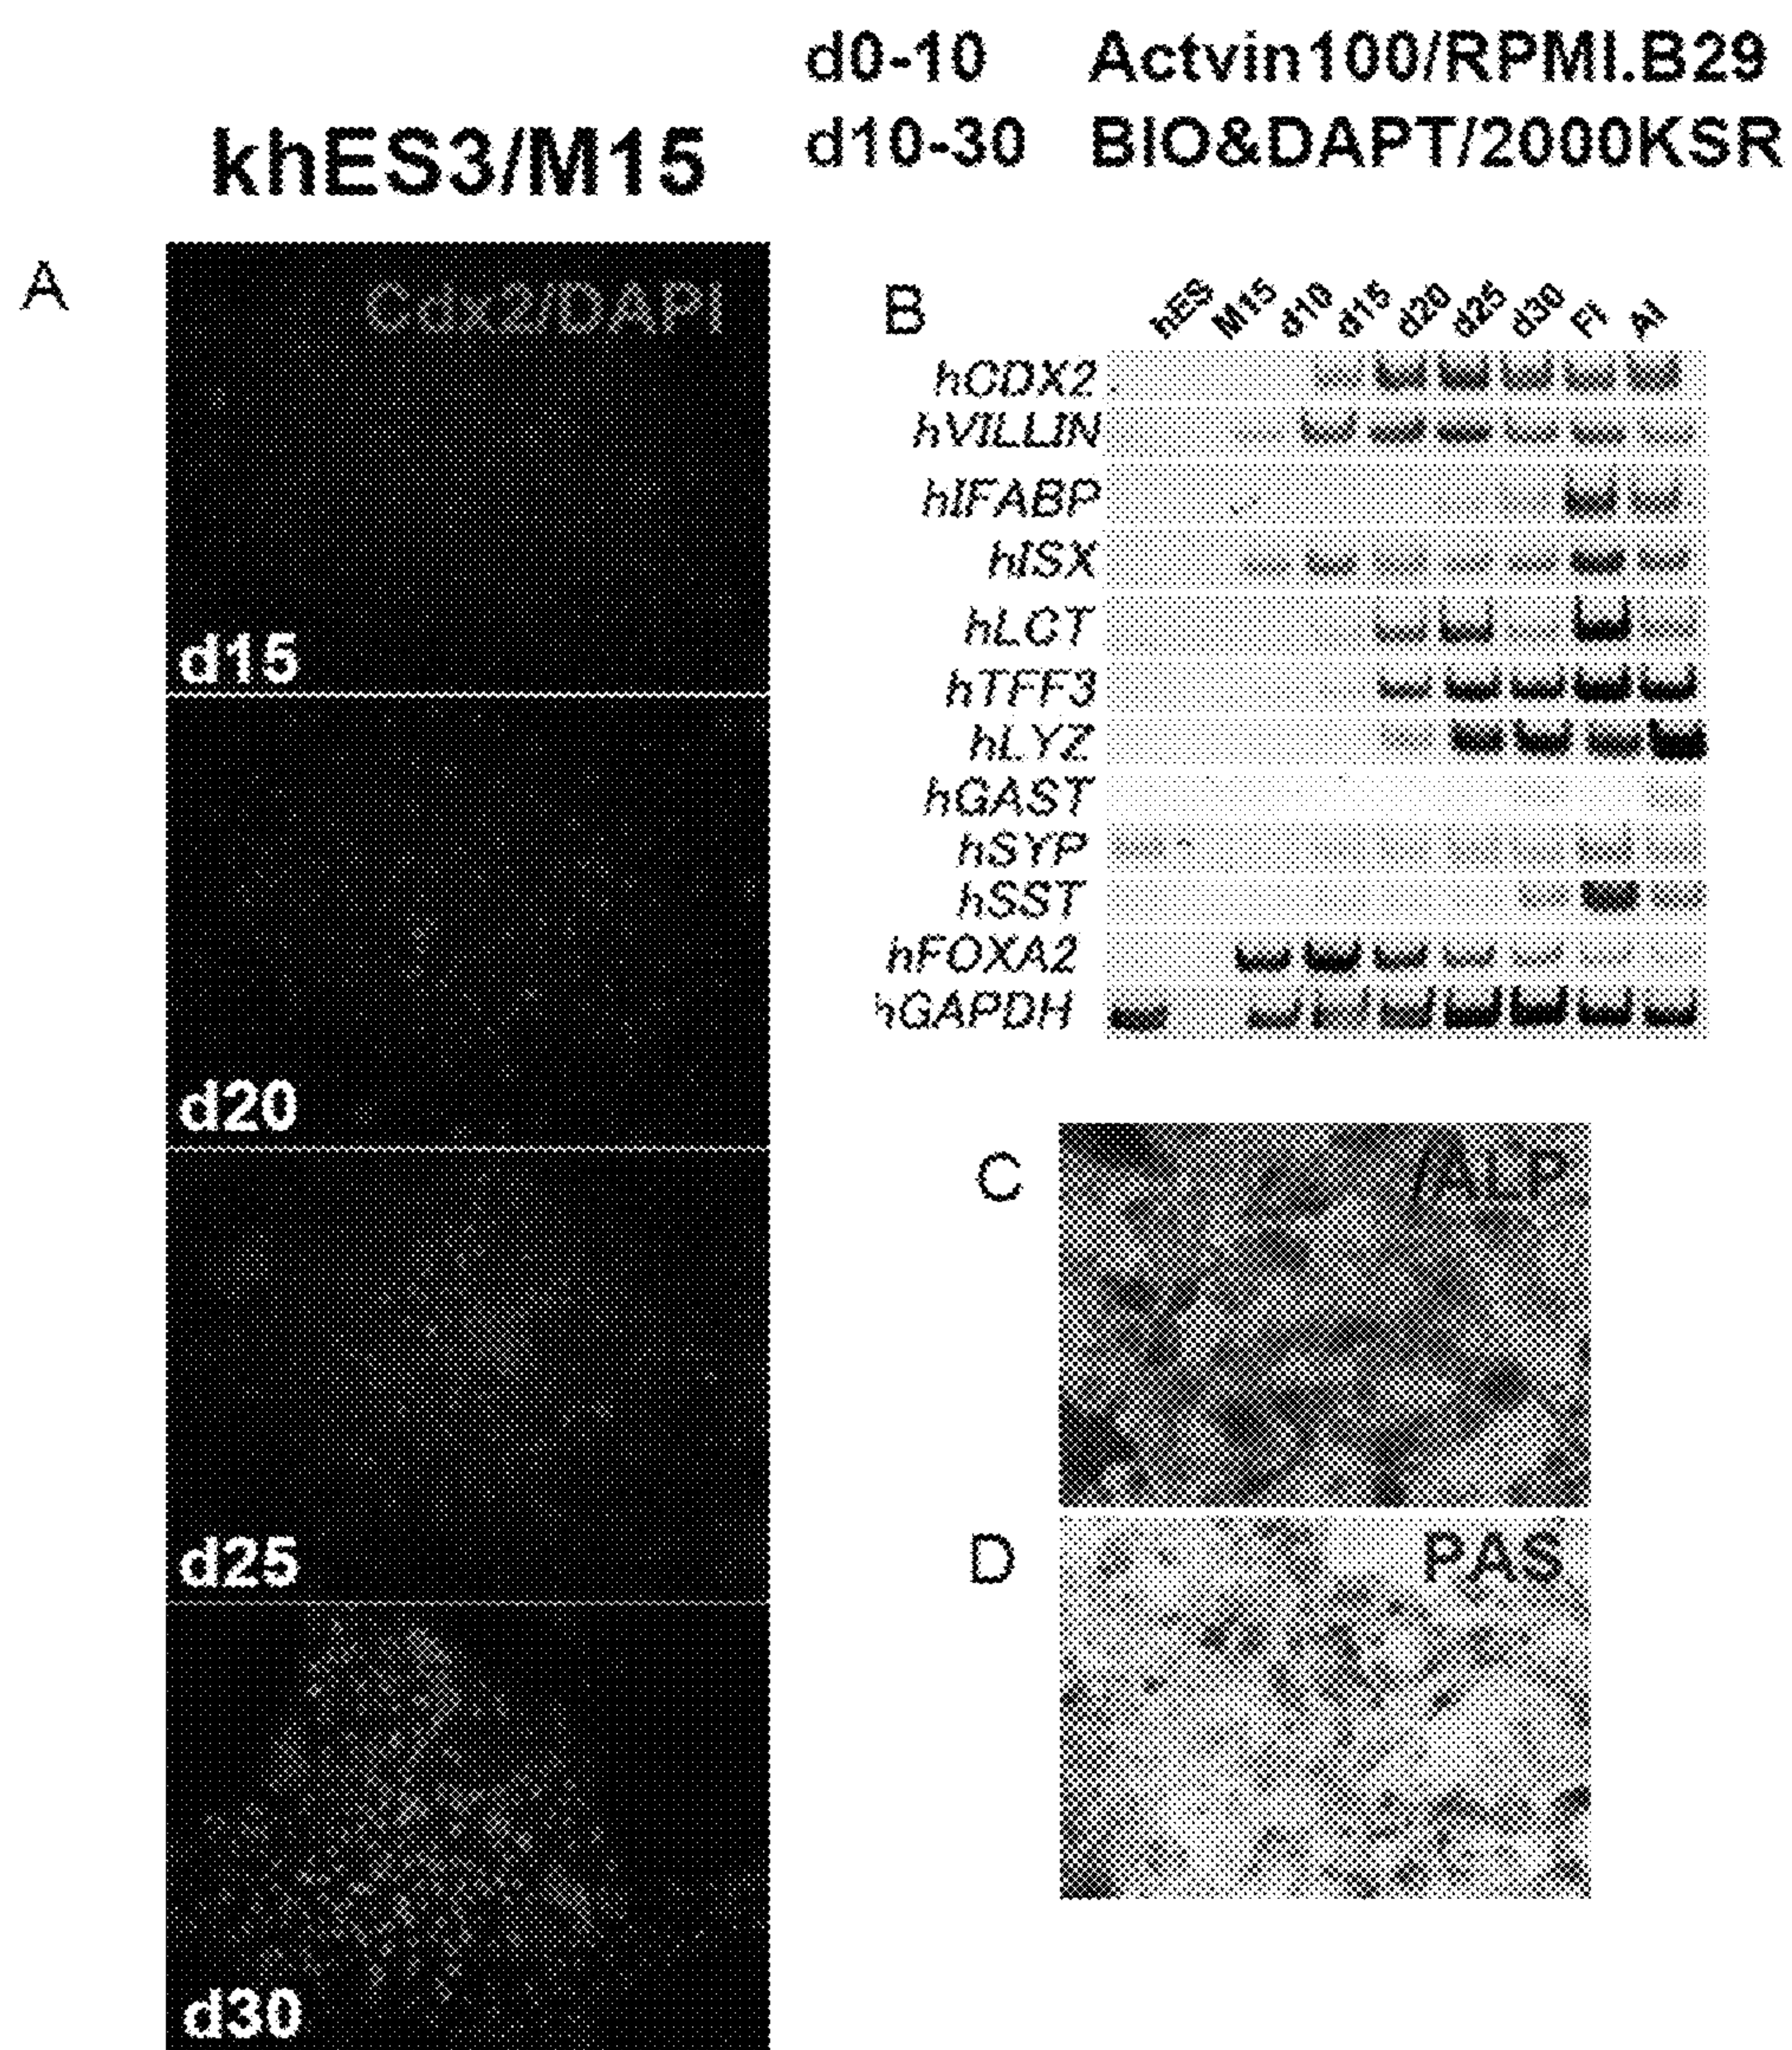 d0-10 Actvin100/RPMI.B29
d10-30 BIO&DAPT/2000KSR
khES3/M15
A
Cdx2/DAPI
d15
d20
d25
d30
B
hES M15 d10 d15 d20 d25 d30 FI AI
hCDX2
hVILLIN
hIFABP
hISX
hLCT
hTFF3
hLYZ
hGAST
hSYP
hSST
hFOXA2
hGAPDH
C
/ALP
D
PAS